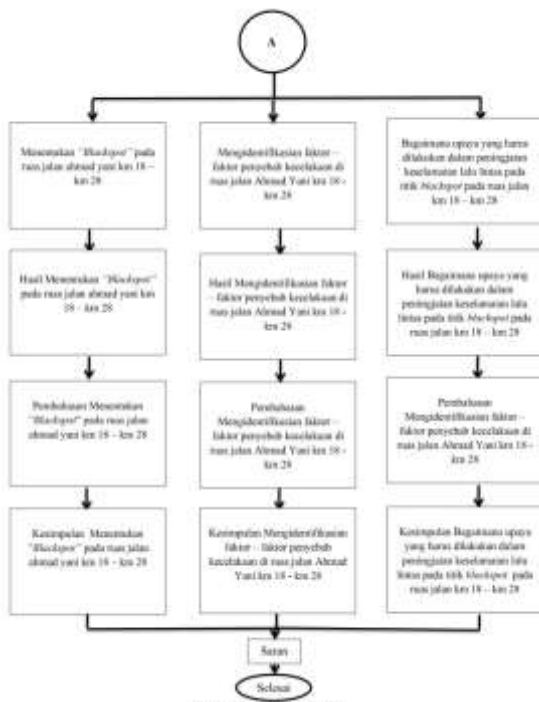 A
Menentukan "Blackspot" pada
ruas jalan ahmad yani km 18 –
km 28
Mengidentifikasian faktor –
faktor penyebab kecelakaan di
ruas jalan Ahmad Yani km 18 -
km 28
Bagaimana upaya yang harus
dilakukan dalam peningjatan
keselamatan lalu lintas pada
titik blackspot pada ruas jalan
km 18 – km 28
Hasil Menentukan "Blackspot"
pada ruas jalan ahmad yani km
18 – km 28
Hasil Mengidentifikasian faktor
– faktor penyebab kecelakaan di
ruas jalan Ahmad Yani km 18 -
km 28
Hasil Bagaimana upaya yang
harus dilakukan dalam
peningjatan keselamatan lalu
lintas pada titik blackspot pada
ruas jalan km 18 – km 28
Pembahasan Menentukan
"Blackspot" pada ruas jalan
ahmad yani km 18 – km 28
Pembahasan
Mengidentifikasian faktor –
faktor penyebab kecelakaan di
ruas jalan Ahmad Yani km 18 -
km 28
Pembahasan
Mengidentifikasian faktor –
faktor penyebab kecelakaan di
ruas jalan Ahmad Yani km 18 -
km 28
Kesimpulan Menentukan
"Blackspot" pada ruas jalan
ahmad yani km 18 – km 28
Kesimpulan Mengidentifikasian
faktor – faktor penyebab
kecelakaan di ruas jalan Ahmad
Yani km 18 - km 28
Kesimpulan Bagaimana upaya
yang harus dilakukan dalam
peningjatan keselamatan lalu
lintas pada titik blackspot pada
ruas jalan km 18 – km 28
Saran
Selesai